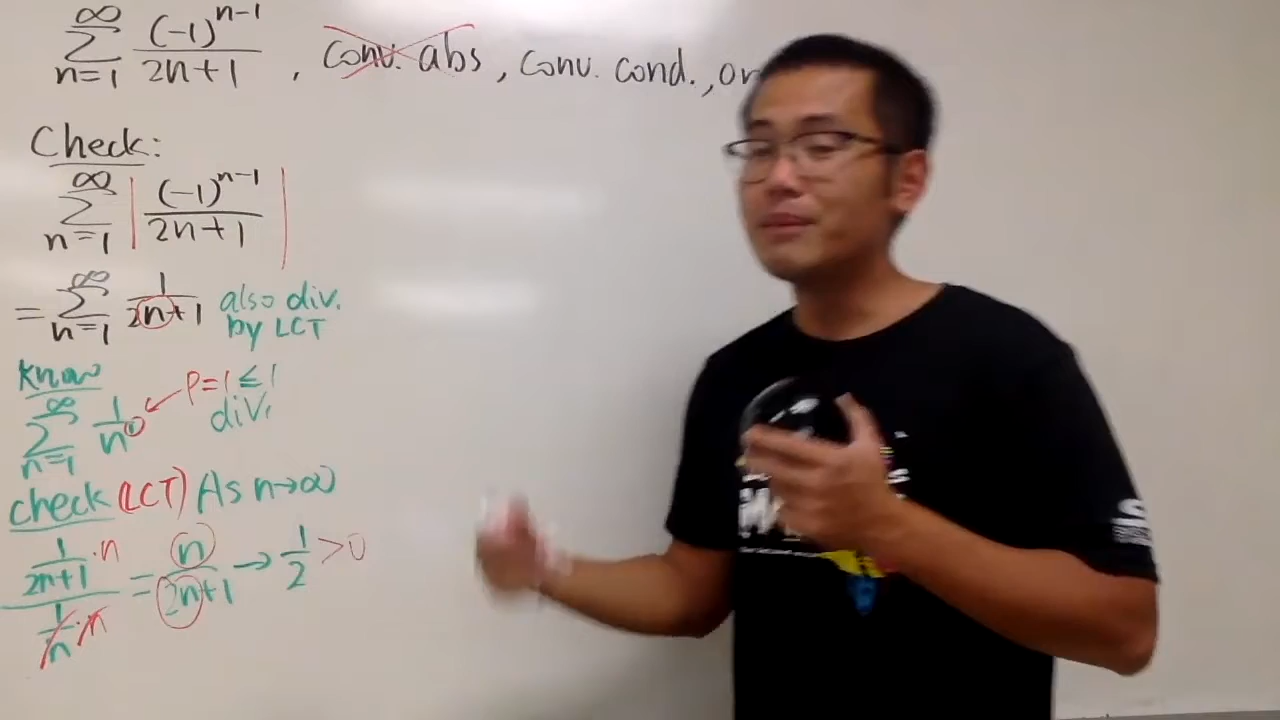 ∞
∑ (-1)^{n-1} / 2n+1 , conv. abs, conv. cond., or
n=1
Check:
∞
∑ | (-1)^{n-1} / 2n+1 |
n=1
∞
= ∑ 1 / 2n+1 also div.
n=1 by LCT
Know
∞
∑ 1 / n^① ← P=1≤1
n=1 div.
check (LCT) As n→∞
1/(2n+1) · n / 1/n · n = n / 2n+1 → 1/2 >0